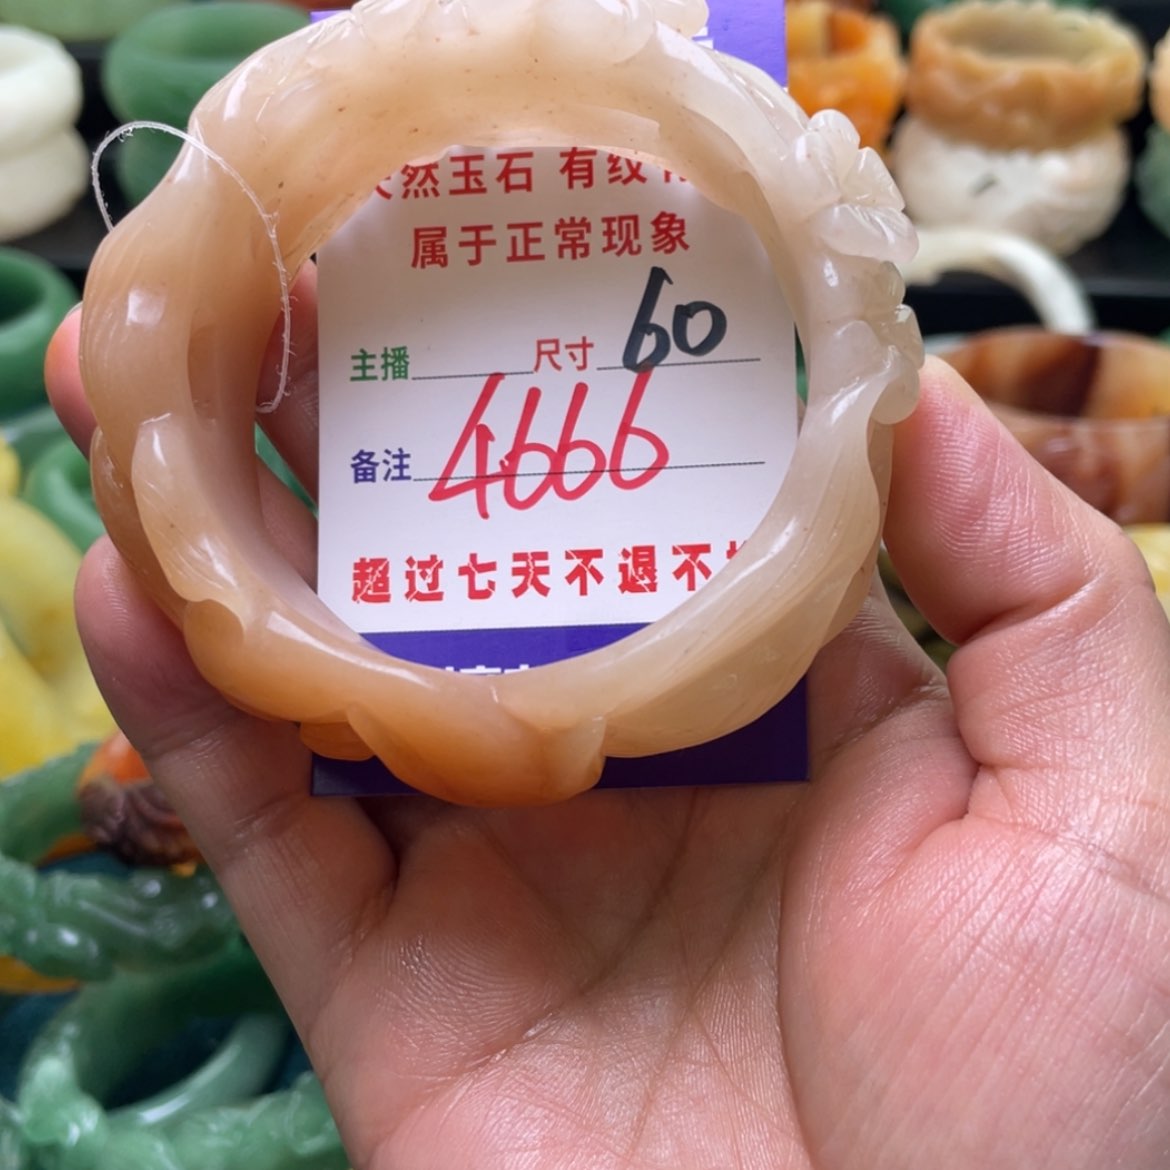 然玉石 有纹
属于正常现象
主播 尺寸 60
备注 4666
超过七天不退不